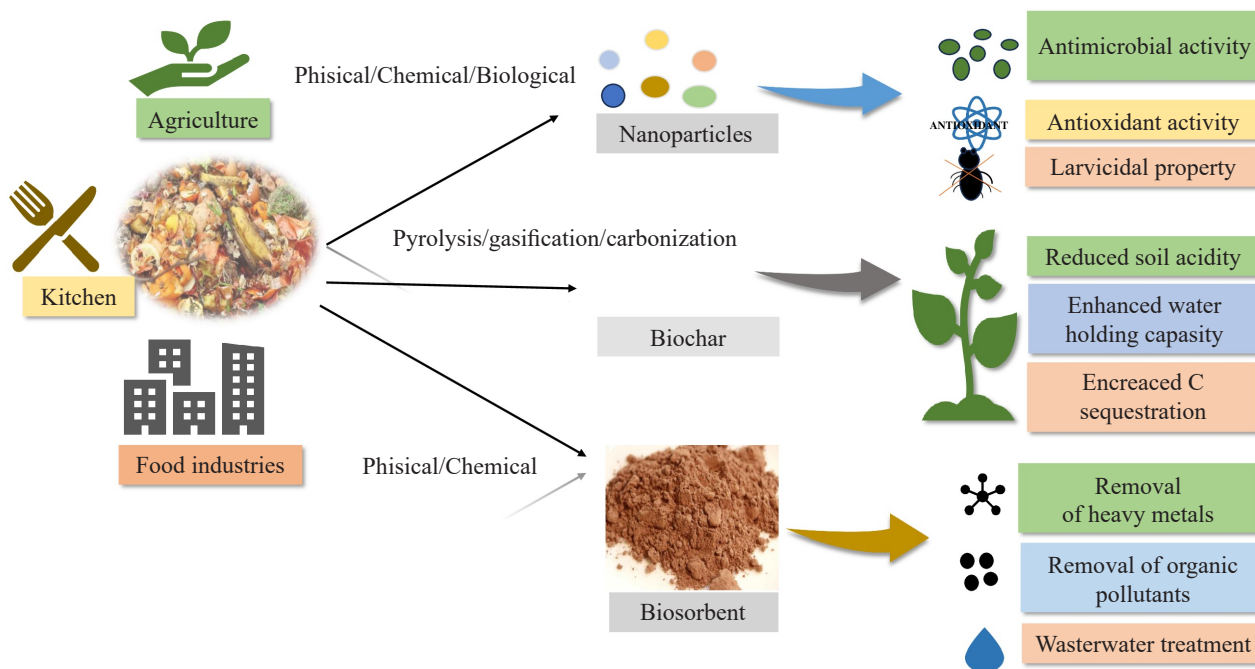 Agriculture
Kitchen
Food industries
Phisical/Chemical/Biological
Pyrolysis/gasification/carbonization
Phisical/Chemical
Nanoparticles
Biochar
Biosorbent
Antimicrobial activity
ANTIOXIDANT
Antioxidant activity
Larvicidal property
Reduced soil acidity
Enhanced water
holding capasity
Encreaced C
sequestration
Removal
of heavy metals
Removal of organic
pollutants
Wasterwater treatment